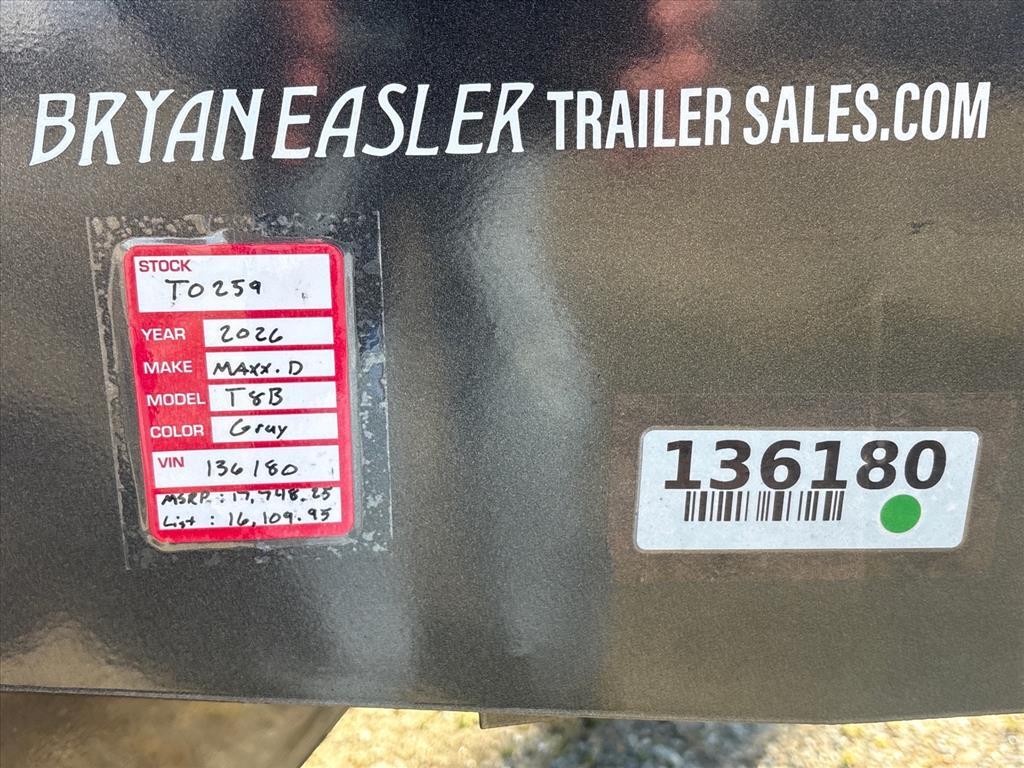 BRYAN EASLER TRAILER SALES.COM
STOCK
T0259
YEAR 2026
MAKE MAXX.D
MODEL T8B
COLOR Gray
VIN 136180
MSRP: 17,748.25
List: 16,109.95
136180